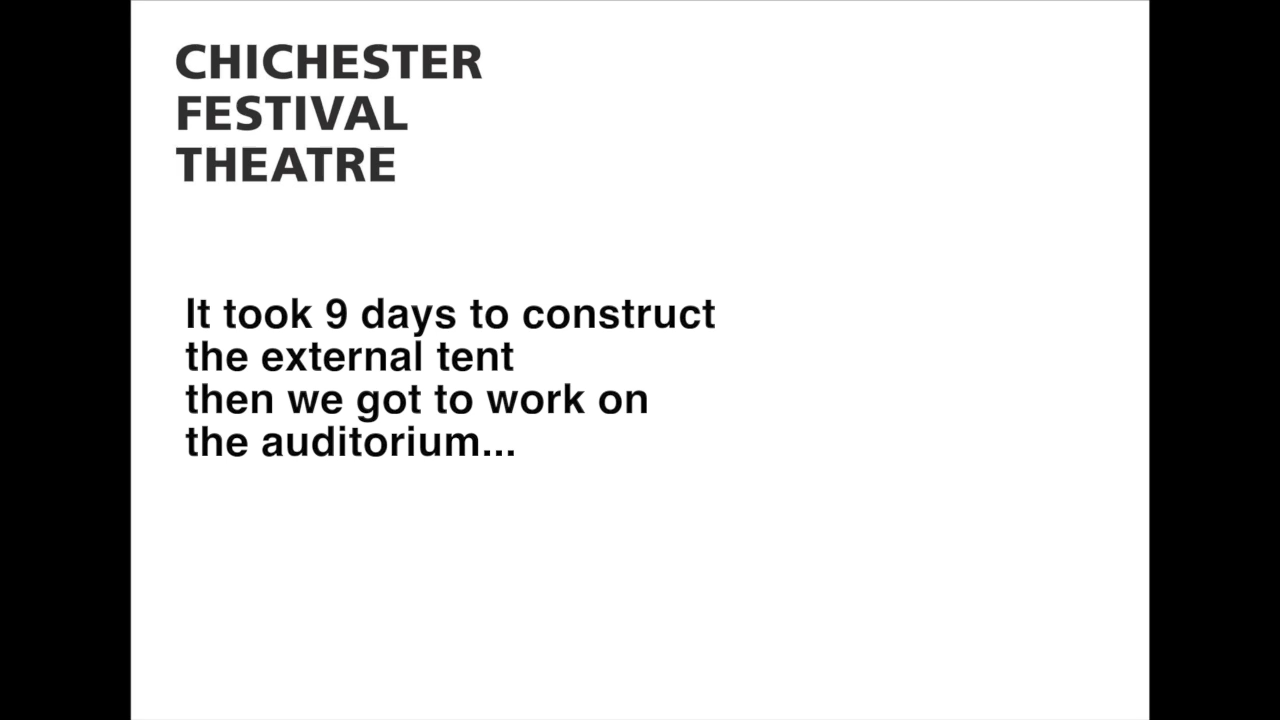 CHICHESTER
FESTIVAL
THEATRE
It took 9 days to construct
the external tent
then we got to work on
the auditorium...